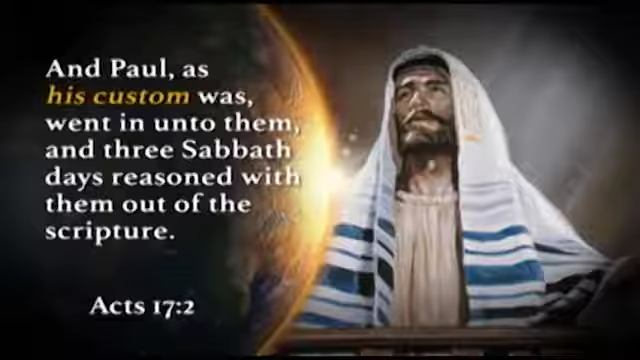 And Paul, as
his custom was,
went in unto them,
and three Sabbath
days reasoned with
them out of the
scripture.
Acts 17:2